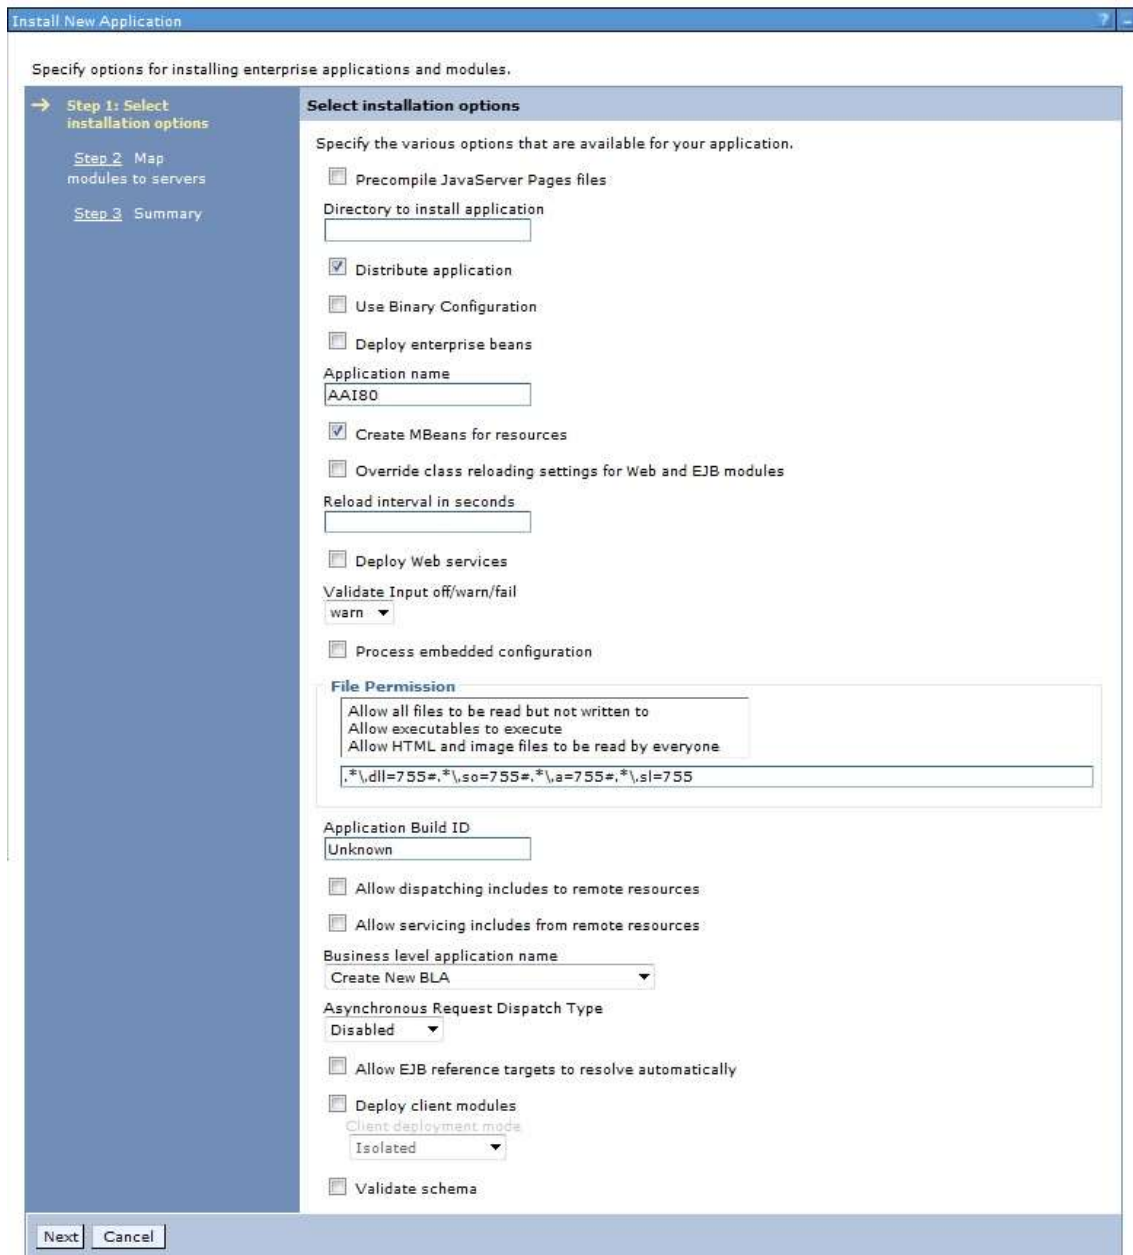 Install New Application
? –
Specify options for installing enterprise applications and modules.
→ Step 1: Select
installation options
Step 2 Map
modules to servers
Step 3 Summary
Select installation options
Specify the various options that are available for your application.
Precompile JavaServer Pages files
Directory to install application
Distribute application
Use Binary Configuration
Deploy enterprise beans
Application name
AAI80
Create MBeans for resources
Override class reloading settings for Web and EJB modules
Reload interval in seconds
Deploy Web services
Validate Input off/warn/fail
warn
Process embedded configuration
File Permission
Allow all files to be read but not written to
Allow executables to execute
Allow HTML and image files to be read by everyone
.*\.dll=755#.*\.so=755#.*\.a=755#.*\.sl=755
Application Build ID
Unknown
Allow dispatching includes to remote resources
Allow servicing includes from remote resources
Business level application name
Create New BLA
Asynchronous Request Dispatch Type
Disabled
Allow EJB reference targets to resolve automatically
Deploy client modules
Client deployment mode
Isolated
Validate schema
Next Cancel